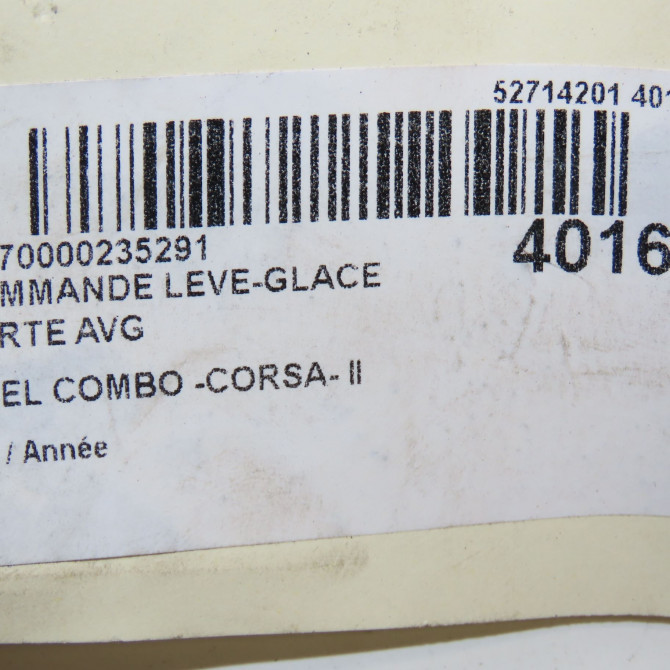 52714201 401
70000235291
4016
MMANDE LEVE-GLACE
RTE AVG
EL COMBO -CORSA- II
/ Année